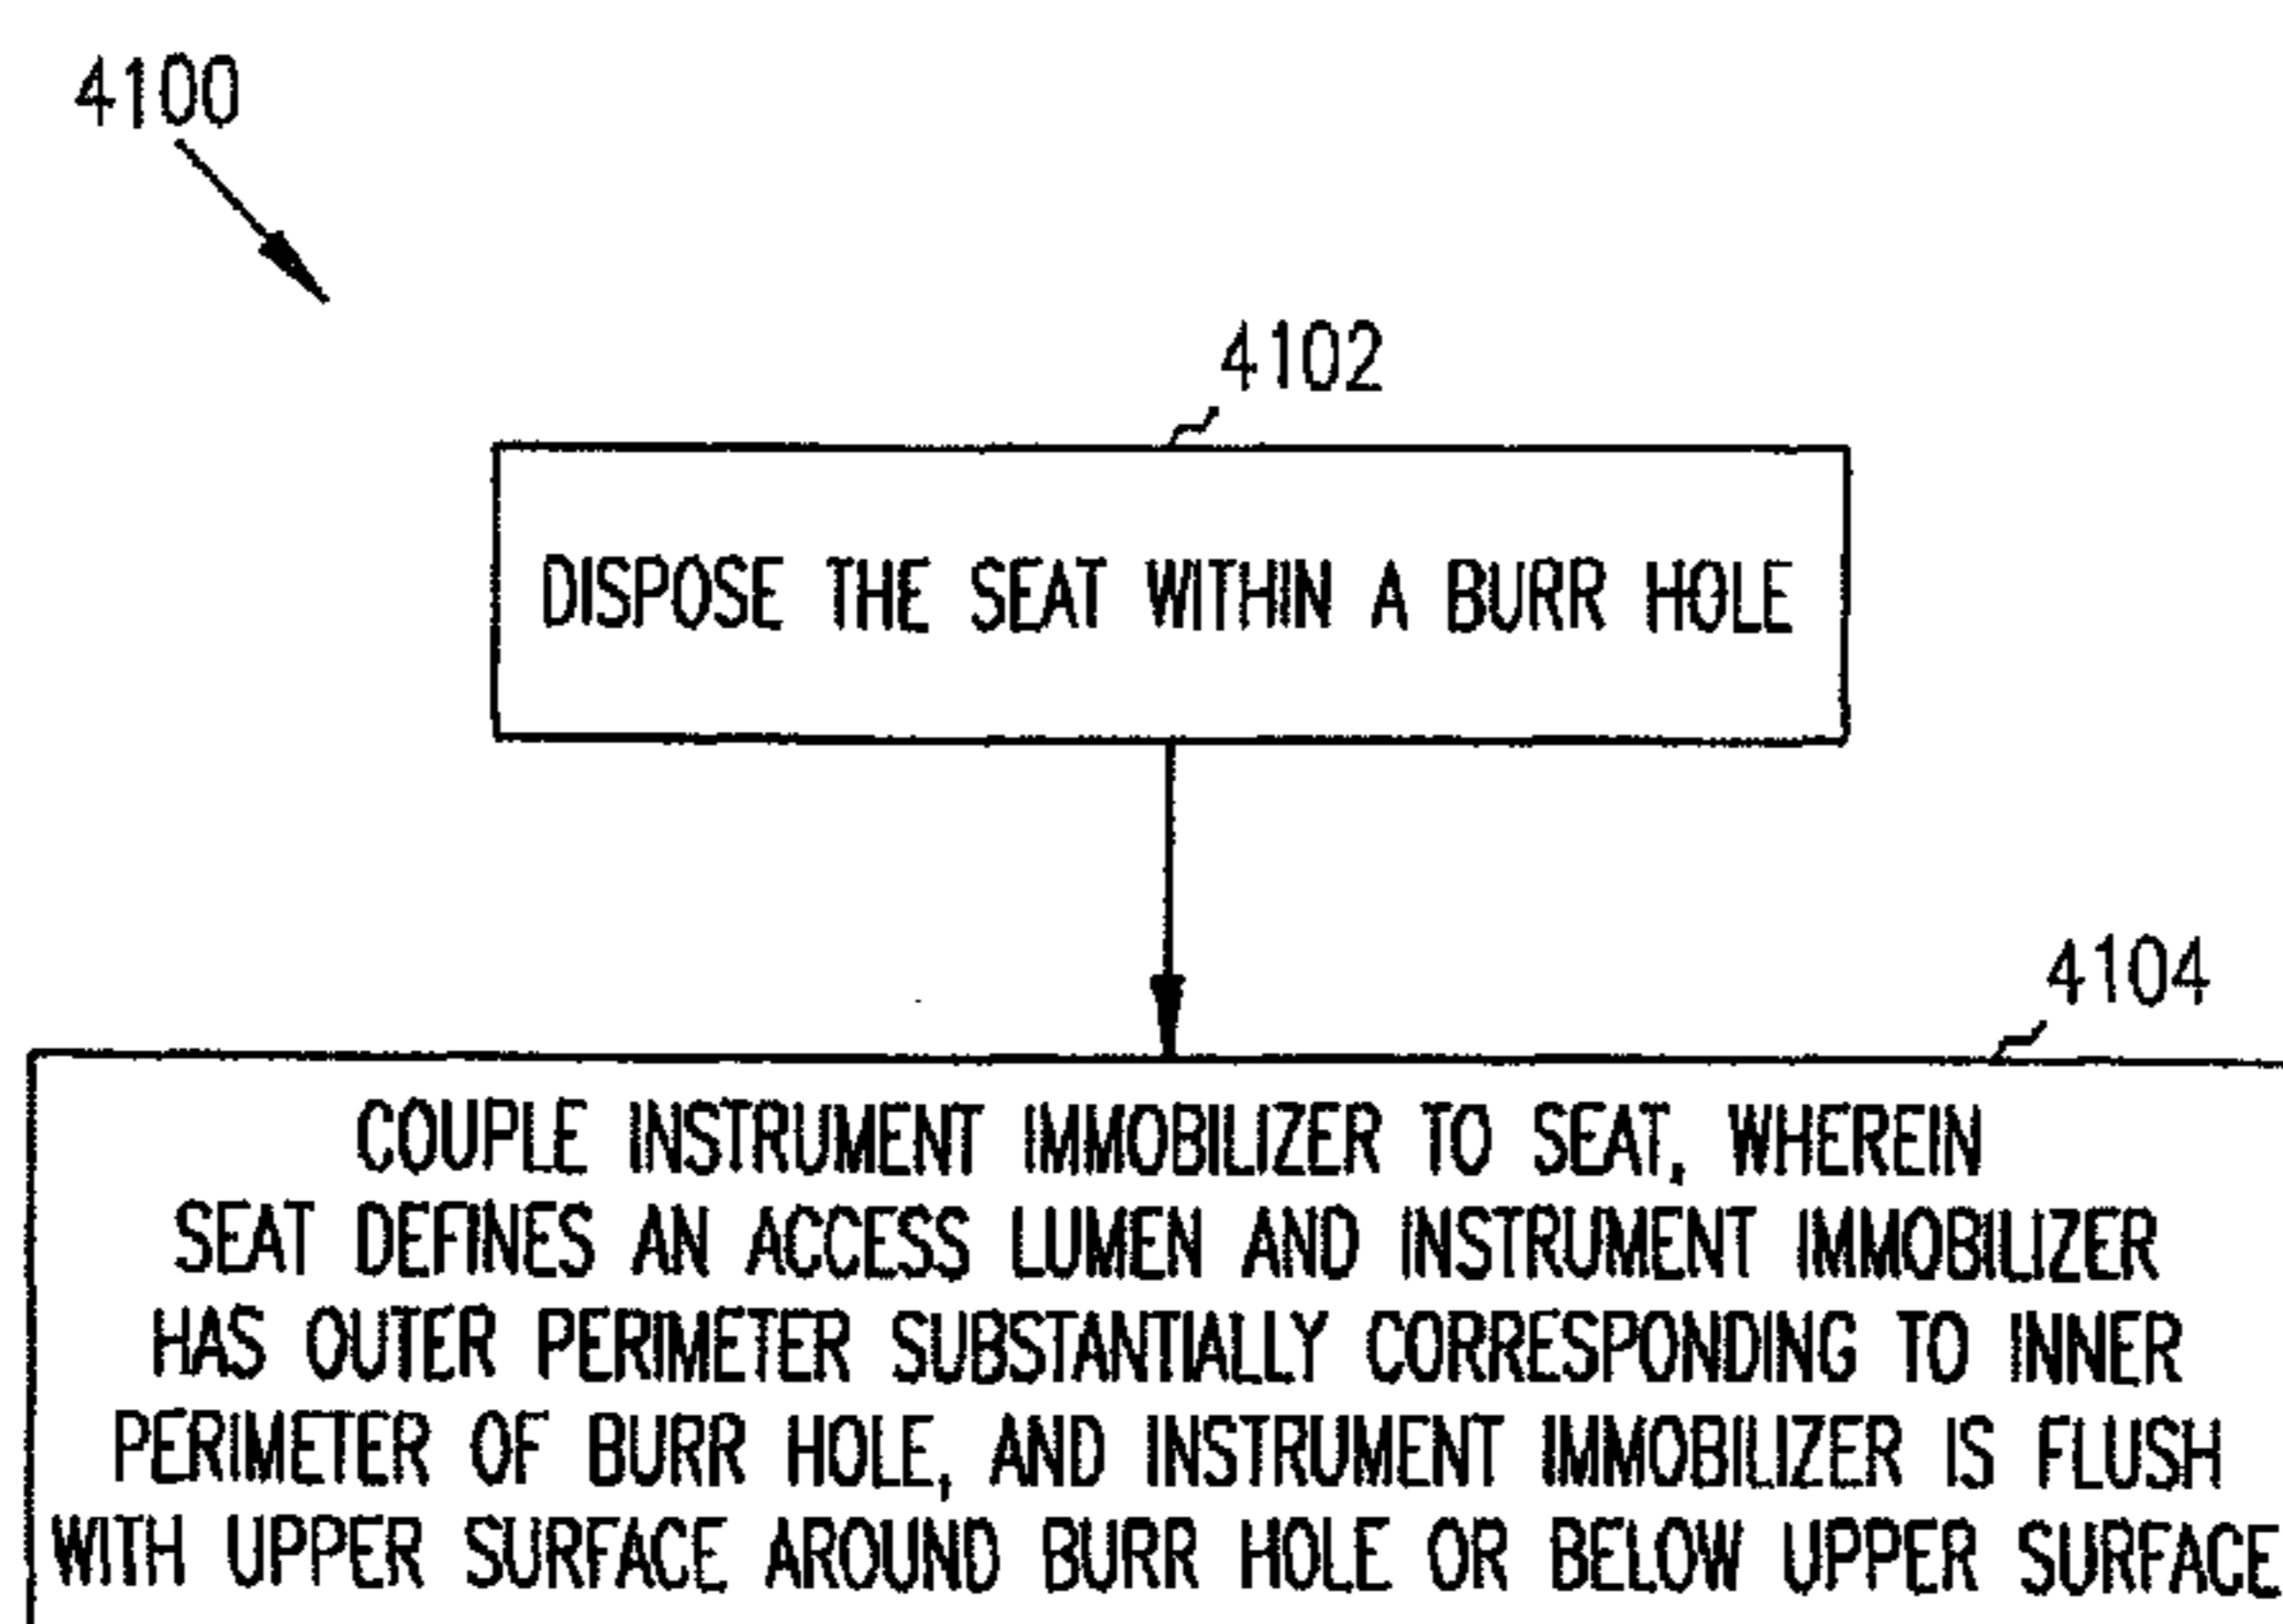 4100
4102
DISPOSE THE SEAT WITHIN A BURR HOLE
4104
COUPLE INSTRUMENT IMMOBILIZER TO SEAT, WHEREIN
SEAT DEFINES AN ACCESS LUMEN AND INSTRUMENT IMMOBILIZER
HAS OUTER PERIMETER SUBSTANTIALLY CORRESPONDING TO INNER
PERIMETER OF BURR HOLE, AND INSTRUMENT IMMOBILIZER IS FLUSH
WITH UPPER SURFACE AROUND BURR HOLE OR BELOW UPPER SURFACE